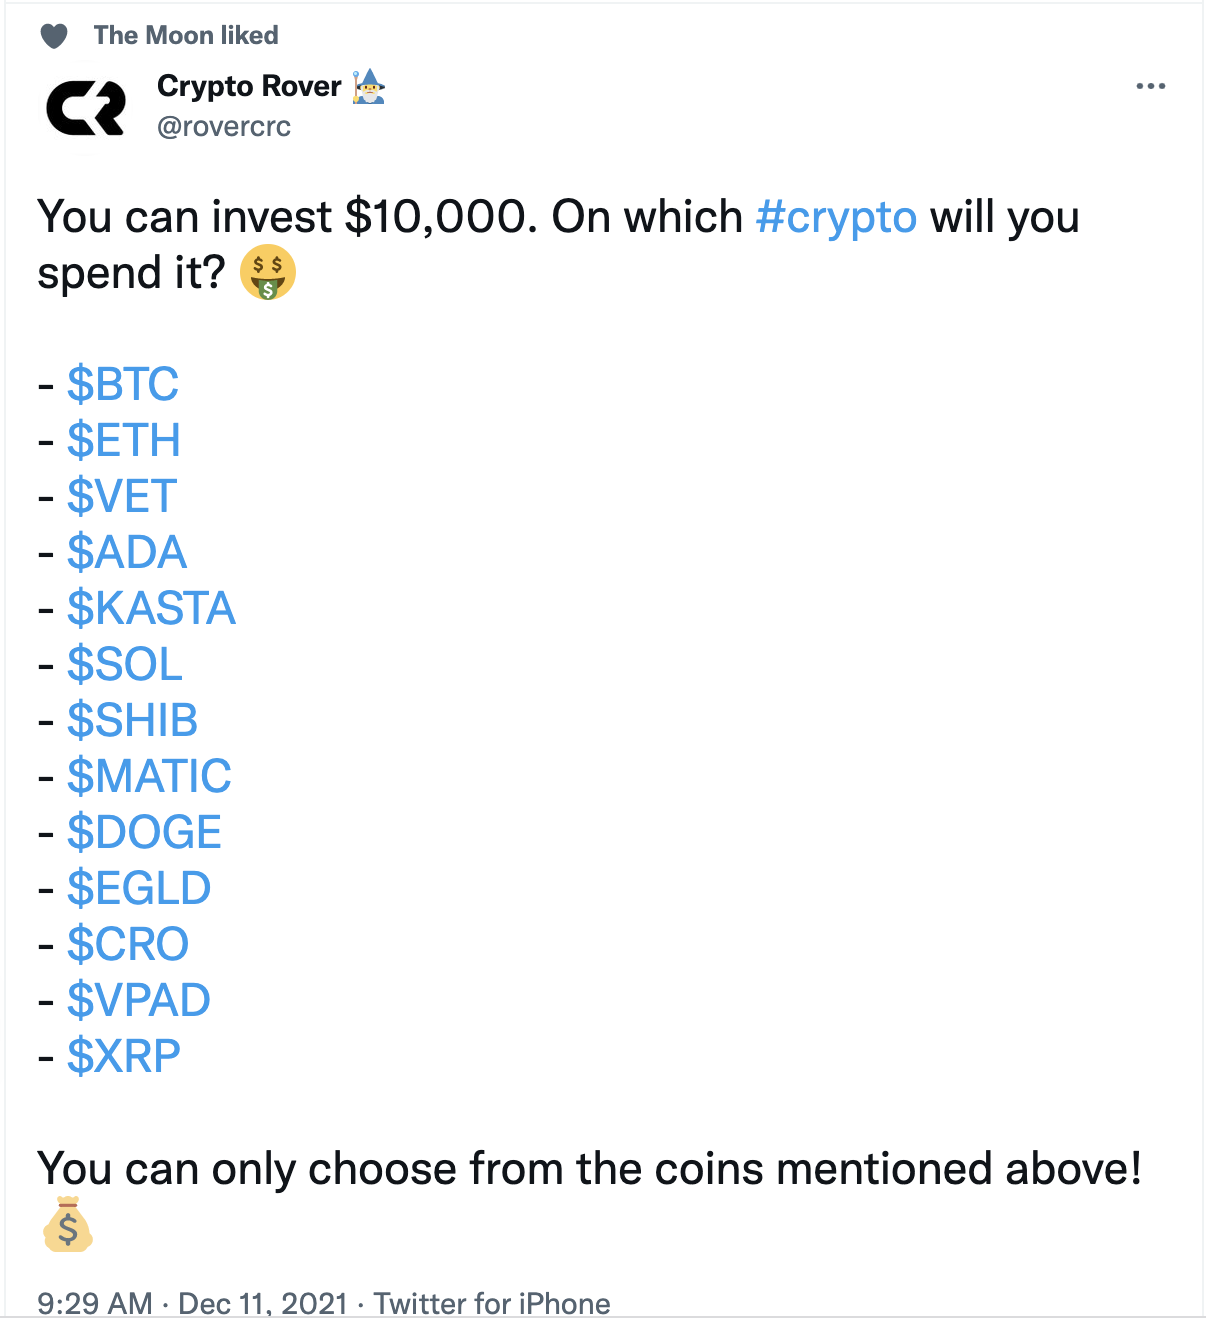 The Moon liked
Crypto Rover 🧙‍♂️
@rovercrc
You can invest $10,000. On which #crypto will you
spend it? 🤑
- $BTC
- $ETH
- $VET
- $ADA
- $KASTA
- $SOL
- $SHIB
- $MATIC
- $DOGE
- $EGLD
- $CRO
- $VPAD
- $XRP
You can only choose from the coins mentioned above!
💰
9:29 AM · Dec 11, 2021 · Twitter for iPhone